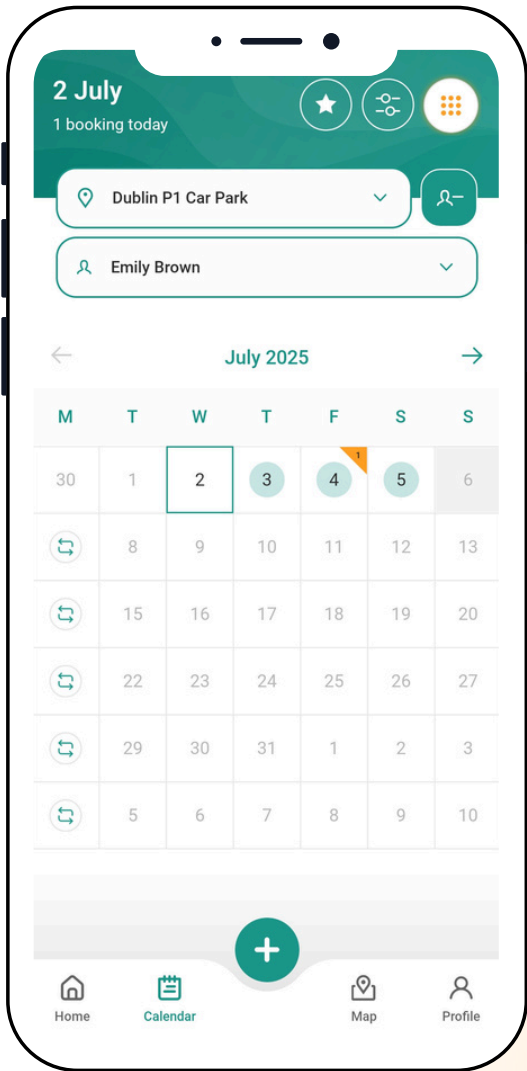 2 July
1 booking today
Dublin P1 Car Park
Emily Brown
July 2025
M T W T F S S
1
30 1 2 3 4 5 6
8 9 10 11 12 13
15 16 17 18 19 20
22 23 24 25 26 27
29 30 31 1 2 3
5 6 7 8 9 10
Home Calendar Map Profile